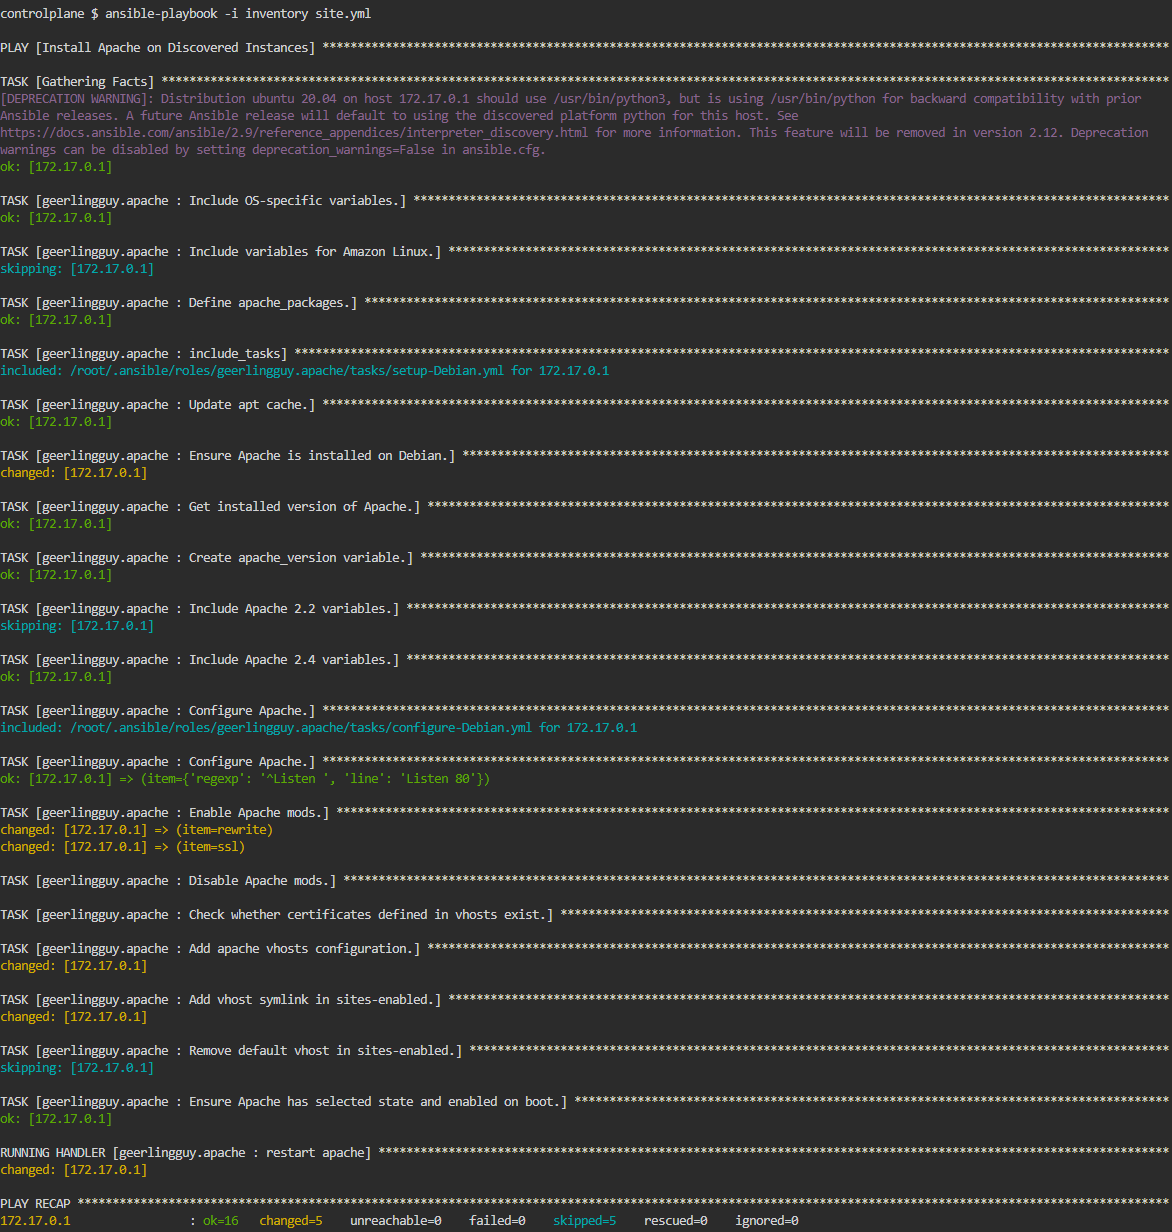 controlplane $ ansible-playbook -i inventory site.yml
PLAY [Install Apache on Discovered Instances] *************************************************************************************************************************
TASK [Gathering Facts] ************************************************************************************************************************************************
[DEPRECATION WARNING]: Distribution ubuntu 20.04 on host 172.17.0.1 should use /usr/bin/python3, but is using /usr/bin/python for backward compatibility with prior
Ansible releases. A future Ansible release will default to using the discovered platform python for this host. See
https://docs.ansible.com/ansible/2.9/reference_appendices/interpreter_discovery.html for more information. This feature will be removed in version 2.12. Deprecation
warnings can be disabled by setting deprecation_warnings=False in ansible.cfg.
ok: [172.17.0.1]
TASK [geerlingguy.apache : Include OS-specific variables.] ************************************************************************************************************
ok: [172.17.0.1]
TASK [geerlingguy.apache : Include variables for Amazon Linux.] *******************************************************************************************************
skipping: [172.17.0.1]
TASK [geerlingguy.apache : Define apache_packages.] *******************************************************************************************************************
ok: [172.17.0.1]
TASK [geerlingguy.apache : include_tasks] *****************************************************************************************************************************
included: /root/.ansible/roles/geerlingguy.apache/tasks/setup-Debian.yml for 172.17.0.1
TASK [geerlingguy.apache : Update apt cache.] *************************************************************************************************************************
ok: [172.17.0.1]
TASK [geerlingguy.apache : Ensure Apache is installed on Debian.] *****************************************************************************************************
changed: [172.17.0.1]
TASK [geerlingguy.apache : Get installed version of Apache.] **********************************************************************************************************
ok: [172.17.0.1]
TASK [geerlingguy.apache : Create apache_version variable.] ***********************************************************************************************************
ok: [172.17.0.1]
TASK [geerlingguy.apache : Include Apache 2.2 variables.] *************************************************************************************************************
skipping: [172.17.0.1]
TASK [geerlingguy.apache : Include Apache 2.4 variables.] *************************************************************************************************************
ok: [172.17.0.1]
TASK [geerlingguy.apache : Configure Apache.] *************************************************************************************************************************
included: /root/.ansible/roles/geerlingguy.apache/tasks/configure-Debian.yml for 172.17.0.1
TASK [geerlingguy.apache : Configure Apache.] *************************************************************************************************************************
ok: [172.17.0.1] => (item={'regexp': '^Listen ', 'line': 'Listen 80'})
TASK [geerlingguy.apache : Enable Apache mods.] ***********************************************************************************************************************
changed: [172.17.0.1] => (item=rewrite)
changed: [172.17.0.1] => (item=ssl)
TASK [geerlingguy.apache : Disable Apache mods.] **********************************************************************************************************************
TASK [geerlingguy.apache : Check whether certificates defined in vhosts exist.] ***************************************************************************************
TASK [geerlingguy.apache : Add apache vhosts configuration.] **********************************************************************************************************
changed: [172.17.0.1]
TASK [geerlingguy.apache : Add vhost symlink in sites-enabled.] *******************************************************************************************************
changed: [172.17.0.1]
TASK [geerlingguy.apache : Remove default vhost in sites-enabled.] ****************************************************************************************************
skipping: [172.17.0.1]
TASK [geerlingguy.apache : Ensure Apache has selected state and enabled on boot.] *************************************************************************************
ok: [172.17.0.1]
RUNNING HANDLER [geerlingguy.apache : restart apache] *****************************************************************************************************************
changed: [172.17.0.1]
PLAY RECAP ************************************************************************************************************************************************************
172.17.0.1                 : ok=16   changed=5    unreachable=0    failed=0    skipped=5    rescued=0    ignored=0